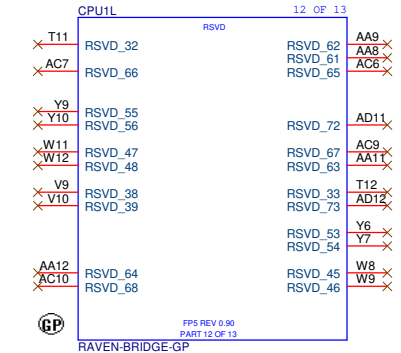 CPU1L 12 OF 13
RSVD
T11 RSVD_32 RSVD_62 AA9
RSVD_61 AA8
AC7 RSVD_66 RSVD_65 AC6
Y9 RSVD_55
Y10 RSVD_56 RSVD_72 AD11
W11 RSVD_47 RSVD_67 AC9
W12 RSVD_48 RSVD_63 AA11
V9 RSVD_38 RSVD_33 T12
V10 RSVD_39 RSVD_73 AD12
RSVD_53 Y6
RSVD_54 Y7
AA12 RSVD_64 RSVD_45 W8
AC10 RSVD_68 RSVD_46 W9
GP
FP5 REV 0.90
PART 12 OF 13
RAVEN-BRIDGE-GP